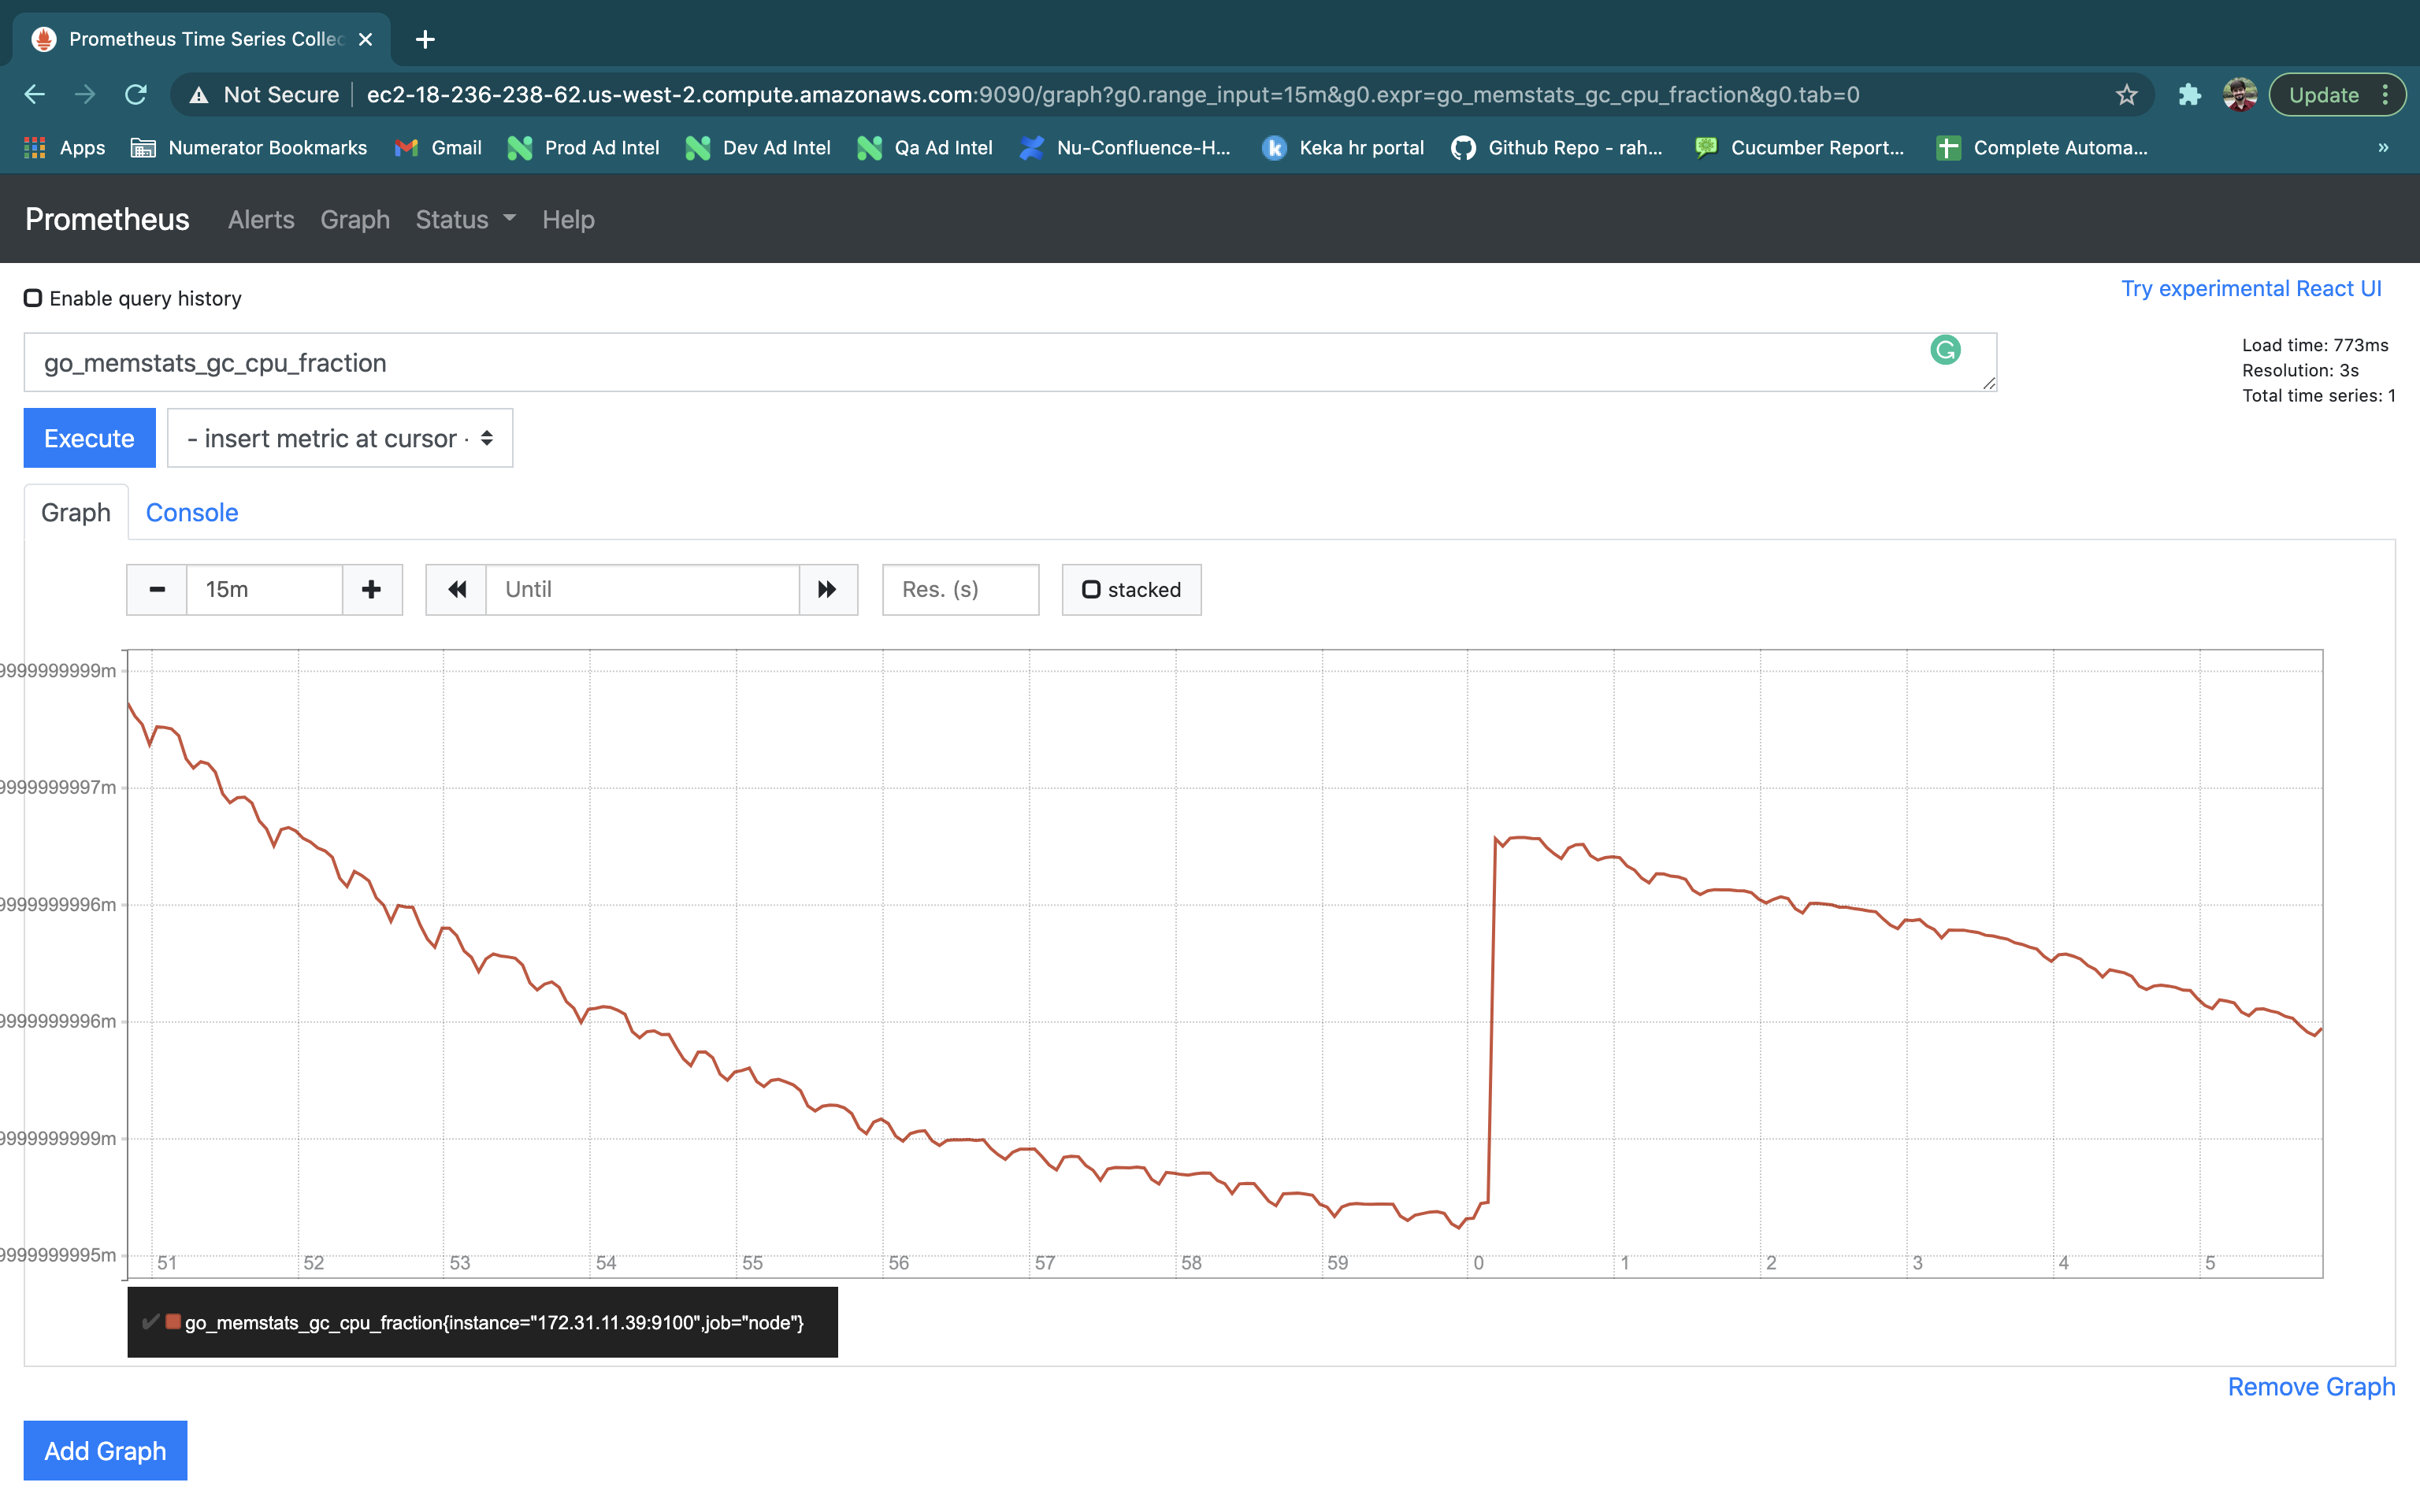 Prometheus Time Series Collec
Not Secure ec2-18-236-238-62.us-west-2.compute.amazonaws.com:9090/graph?g0.range_input=15m&g0.expr=go_memstats_gc_cpu_fraction&g0.tab=0 Update
Apps Numerator Bookmarks Gmail Prod Ad Intel Dev Ad Intel Qa Ad Intel Nu-Confluence-H... Keka hr portal Github Repo - rah... Cucumber Report... Complete Automa... »
Prometheus Alerts Graph Status Help
Enable query history
Try experimental React UI
go_memstats_gc_cpu_fraction
Load time: 773ms
Resolution: 3s
Total time series: 1
Execute - insert metric at cursor -
Graph Console
15m Until Res. (s) stacked
9999999999m
9999999997m
9999999996m
9999999996m
9999999999m
9999999995m
51 52 53 54 55 56 57 58 59 0 1 2 3 4 5
go_memstats_gc_cpu_fraction{instance="172.31.11.39:9100",job="node"}
Remove Graph
Add Graph